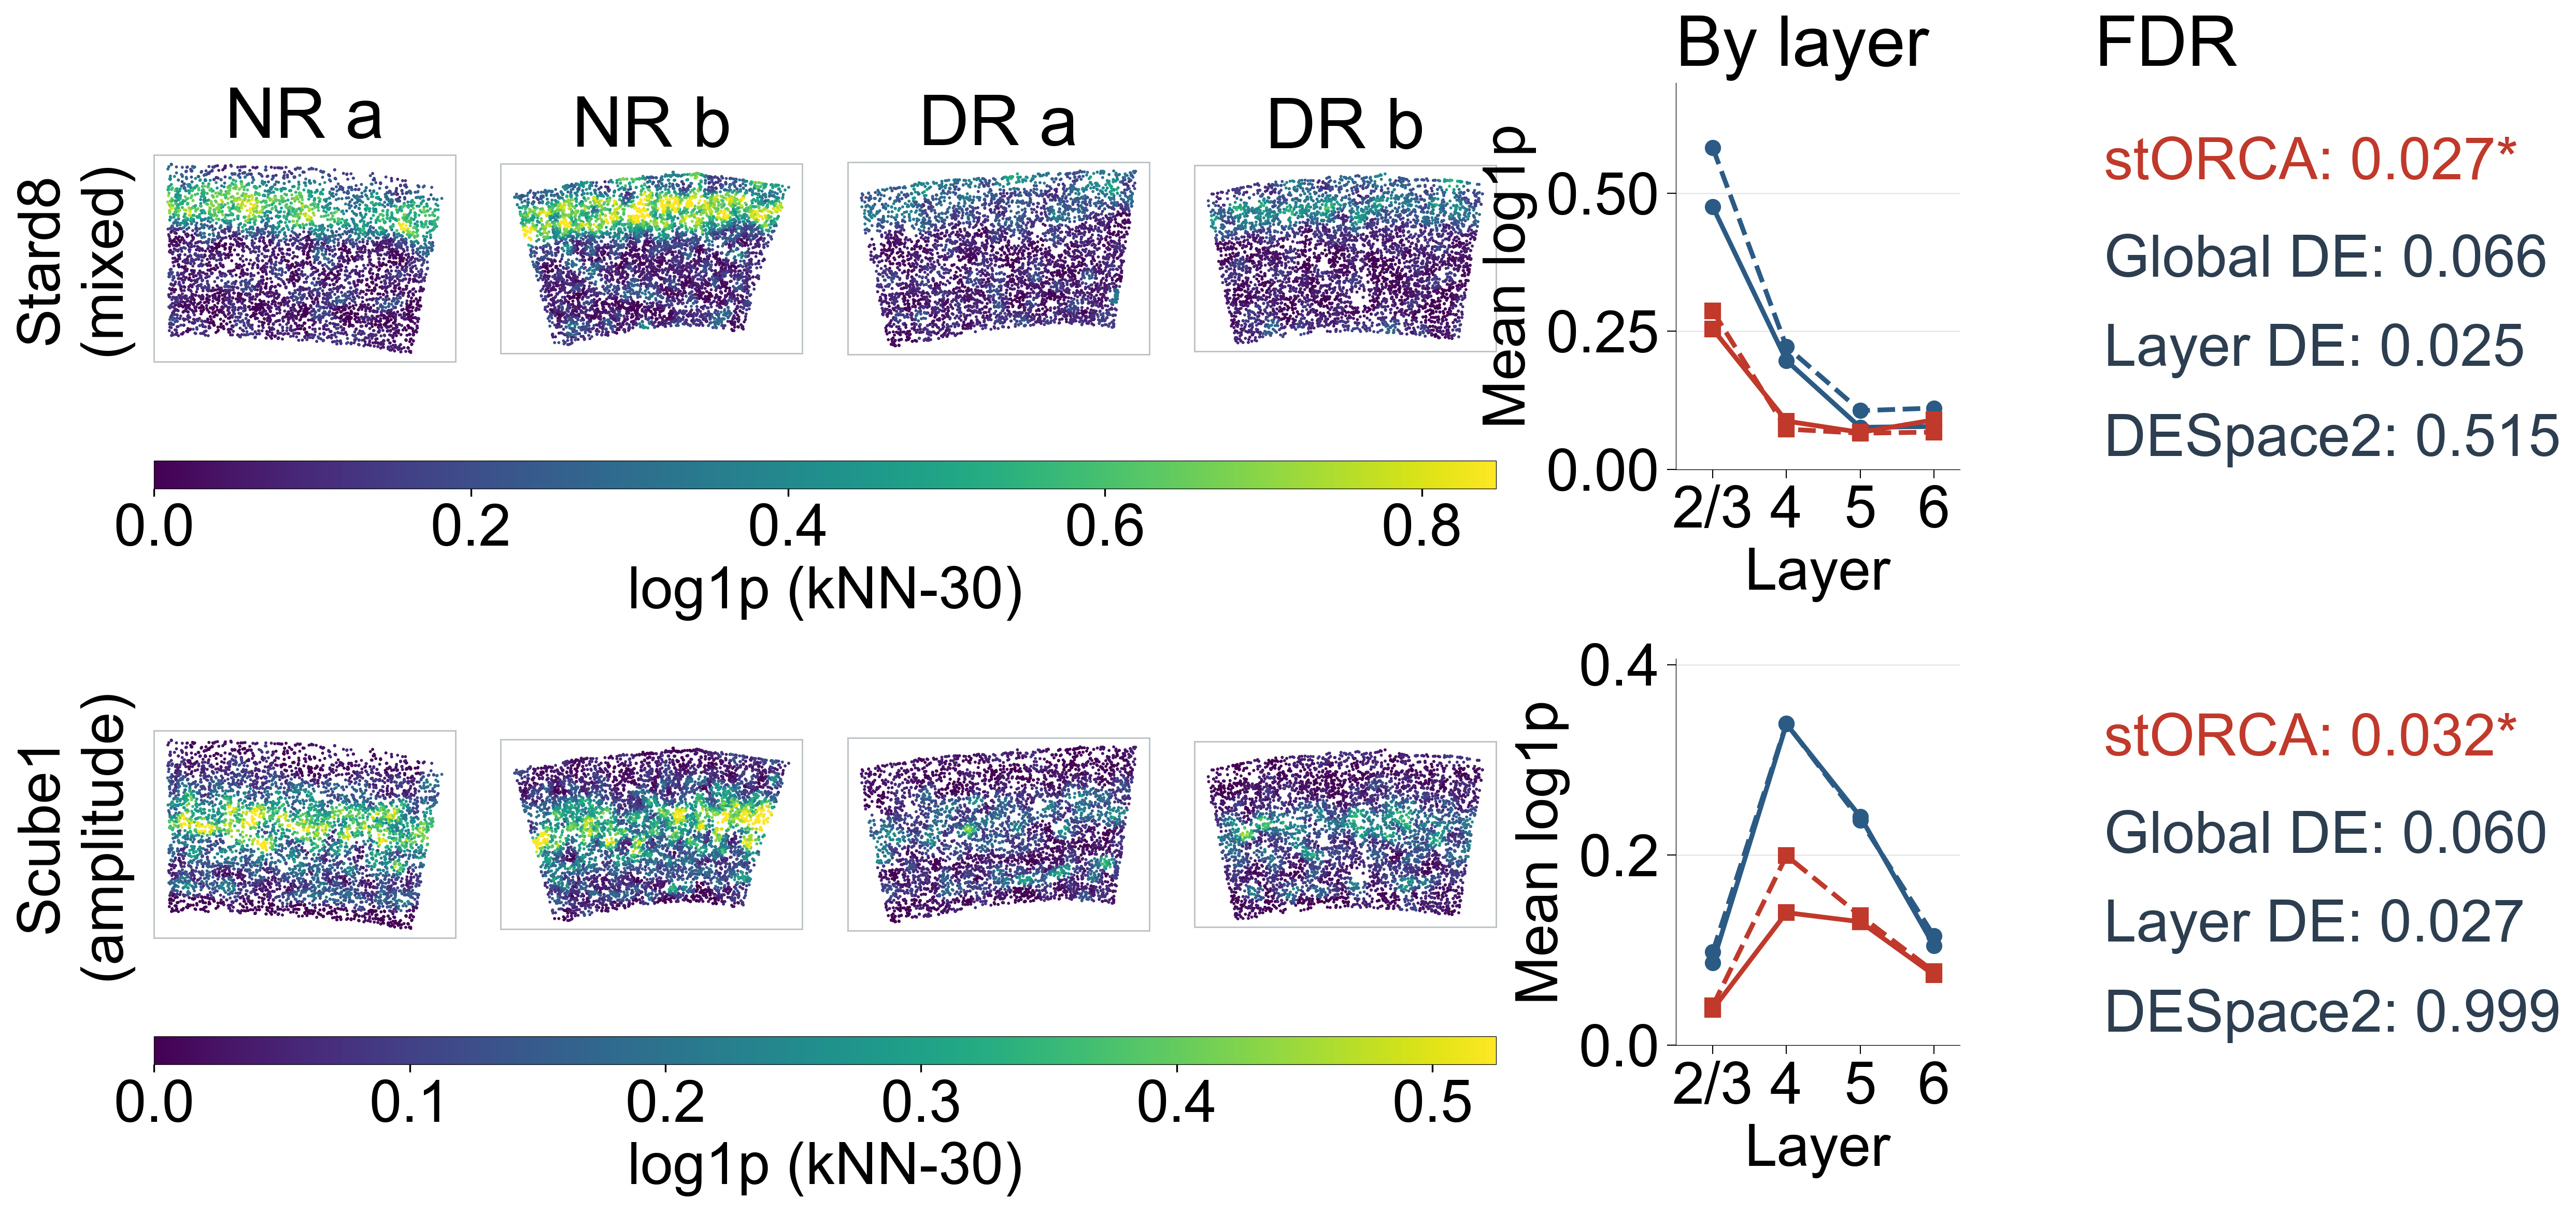 By layer
FDR
NR a
NR b
DR a
DR b
Stard8
(mixed)
Mean log1p
0.50
0.25
0.00
2/3 4 5 6
Layer
stORCA: 0.027*
Global DE: 0.066
Layer DE: 0.025
DESpace2: 0.515
0.0 0.2 0.4 0.6 0.8
log1p (kNN-30)
Scube1
(amplitude)
Mean log1p
0.4
0.2
0.0
2/3 4 5 6
Layer
stORCA: 0.032*
Global DE: 0.060
Layer DE: 0.027
DESpace2: 0.999
0.0 0.1 0.2 0.3 0.4 0.5
log1p (kNN-30)